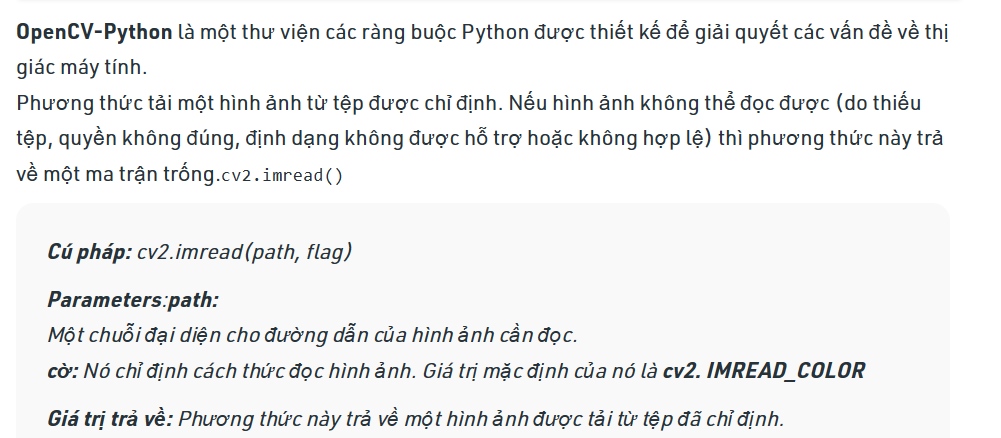 OpenCV-Python là một thư viện các ràng buộc Python được thiết kế để giải quyết các vấn đề về thị
giác máy tính.
Phương thức tải một hình ảnh từ tệp được chỉ định. Nếu hình ảnh không thể đọc được (do thiếu
tệp, quyền không đúng, định dạng không được hỗ trợ hoặc không hợp lệ) thì phương thức này trả
về một ma trận trống.cv2.imread()
Cú pháp: cv2.imread(path, flag)
Parameters:path:
Một chuỗi đại diện cho đường dẫn của hình ảnh cần đọc.
cờ: Nó chỉ định cách thức đọc hình ảnh. Giá trị mặc định của nó là cv2. IMREAD_COLOR
Giá trị trả về: Phương thức này trả về một hình ảnh được tải từ tệp đã chỉ định.